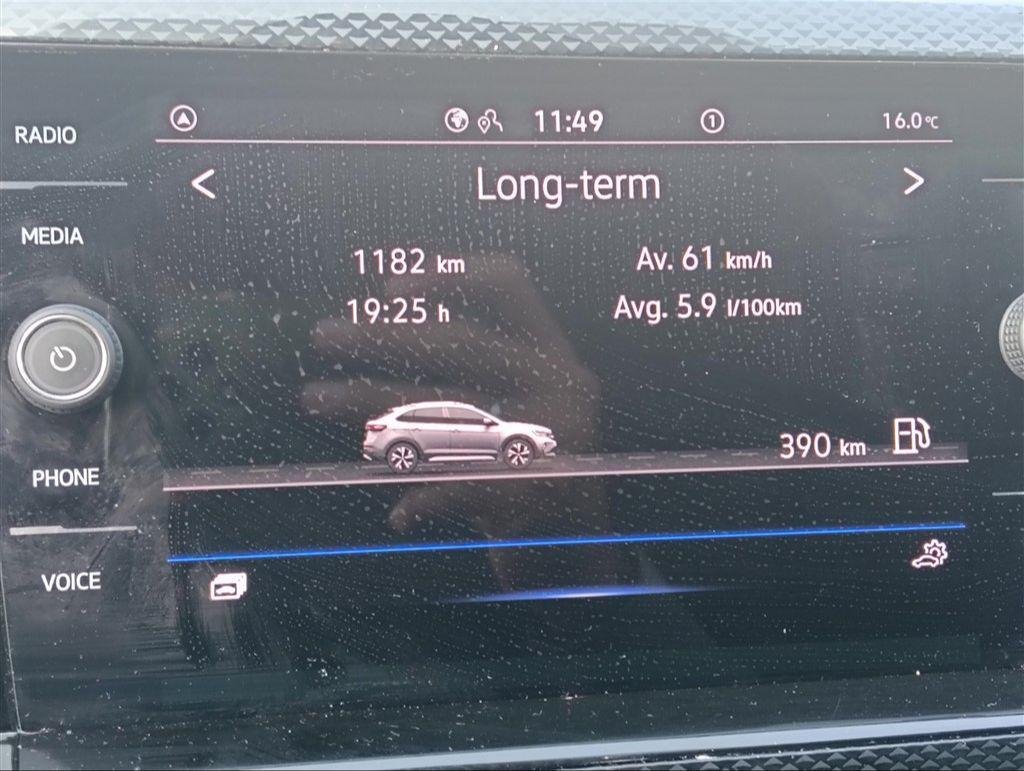 RADIO
MEDIA
PHONE
VOICE
11:49
1
16.0°C
< Long-term >
1182 km
Av. 61 km/h
19:25 h
Avg. 5.9 l/100km
390 km